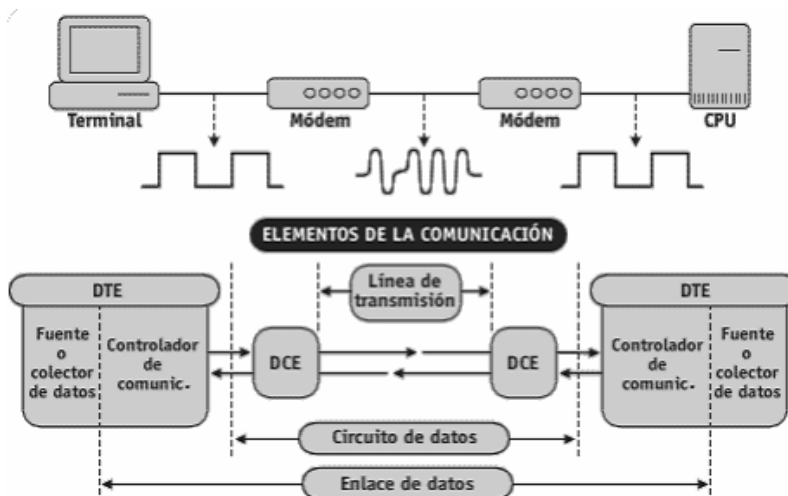 Terminal
Módem
Módem
CPU
ELEMENTOS DE LA COMUNICACIÓN
DTE
Línea de
transmisión
DTE
Fuente
o
colector
de datos
Controlador
de
comunic.
DCE
DCE
Controlador
de
comunic.
Fuente
o
colector
de datos
Circuito de datos
Enlace de datos